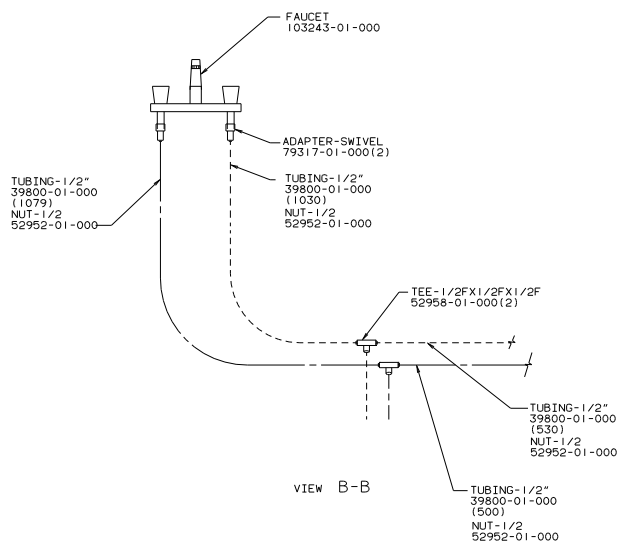 FAUCET
103243-01-000
ADAPTER-SWIVEL
79317-01-000(2)
TUBING-1/2"
39800-01-000
(1079)
NUT-1/2
52952-01-000
TUBING-1/2"
39800-01-000
(1030)
NUT-1/2
52952-01-000
TEE-1/2FX1/2FX1/2F
52958-01-000(2)
TUBING-1/2"
39800-01-000
(530)
NUT-1/2
52952-01-000
VIEW B-B
TUBING-1/2"
39800-01-000
(500)
NUT-1/2
52952-01-000